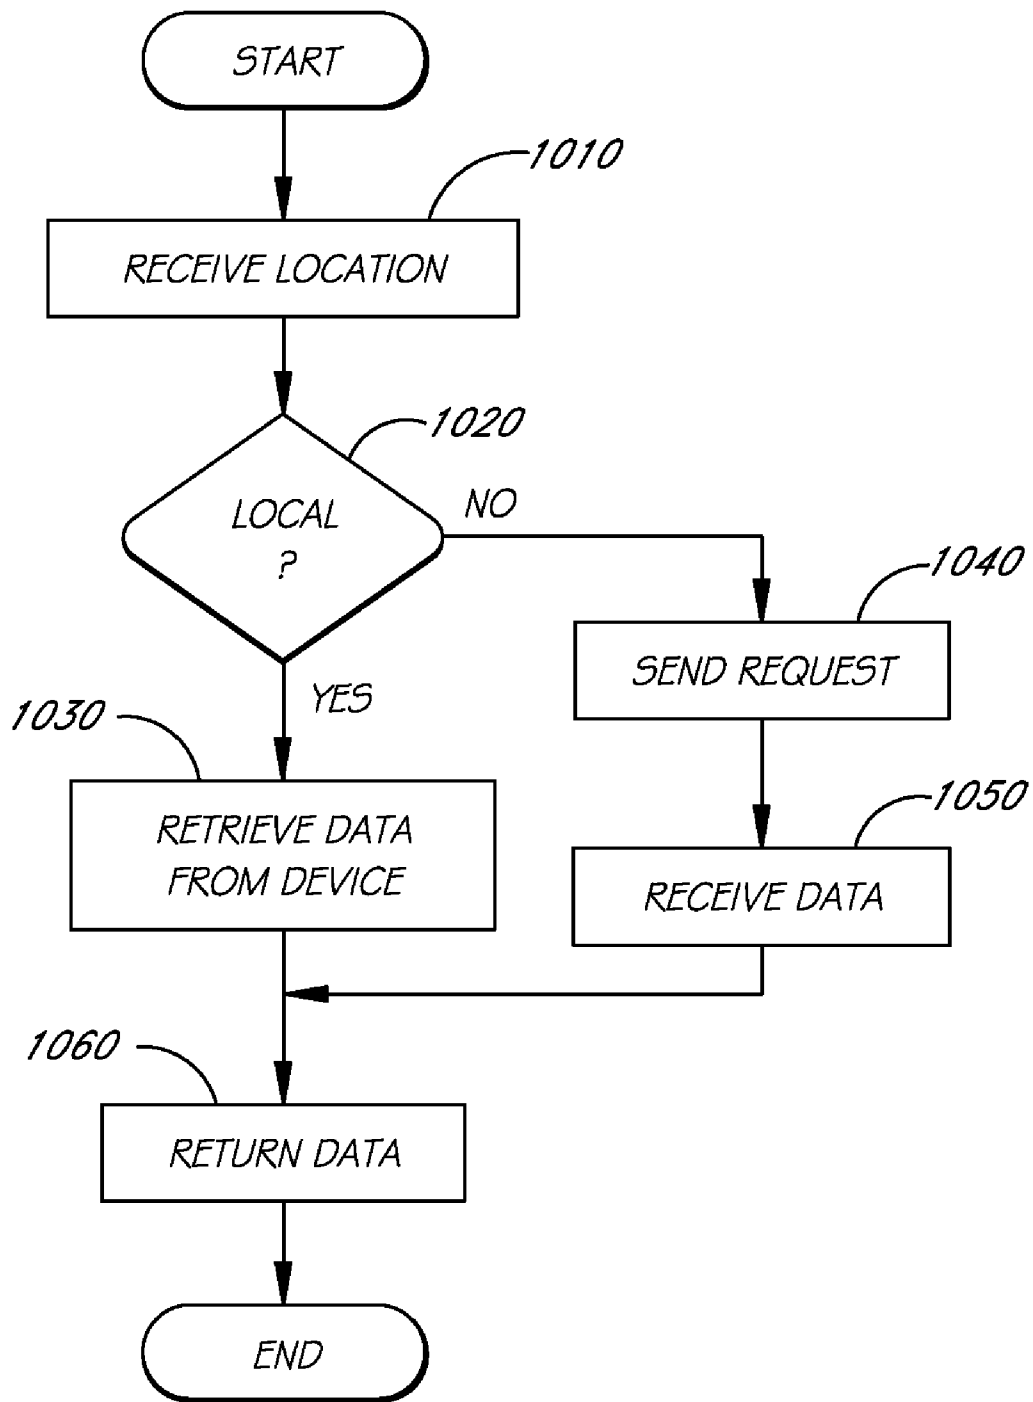 START
1010
RECEIVE LOCATION
1020
LOCAL
?
NO
1040
SEND REQUEST
YES
1030
RETRIEVE DATA
FROM DEVICE
1050
RECEIVE DATA
1060
RETURN DATA
END